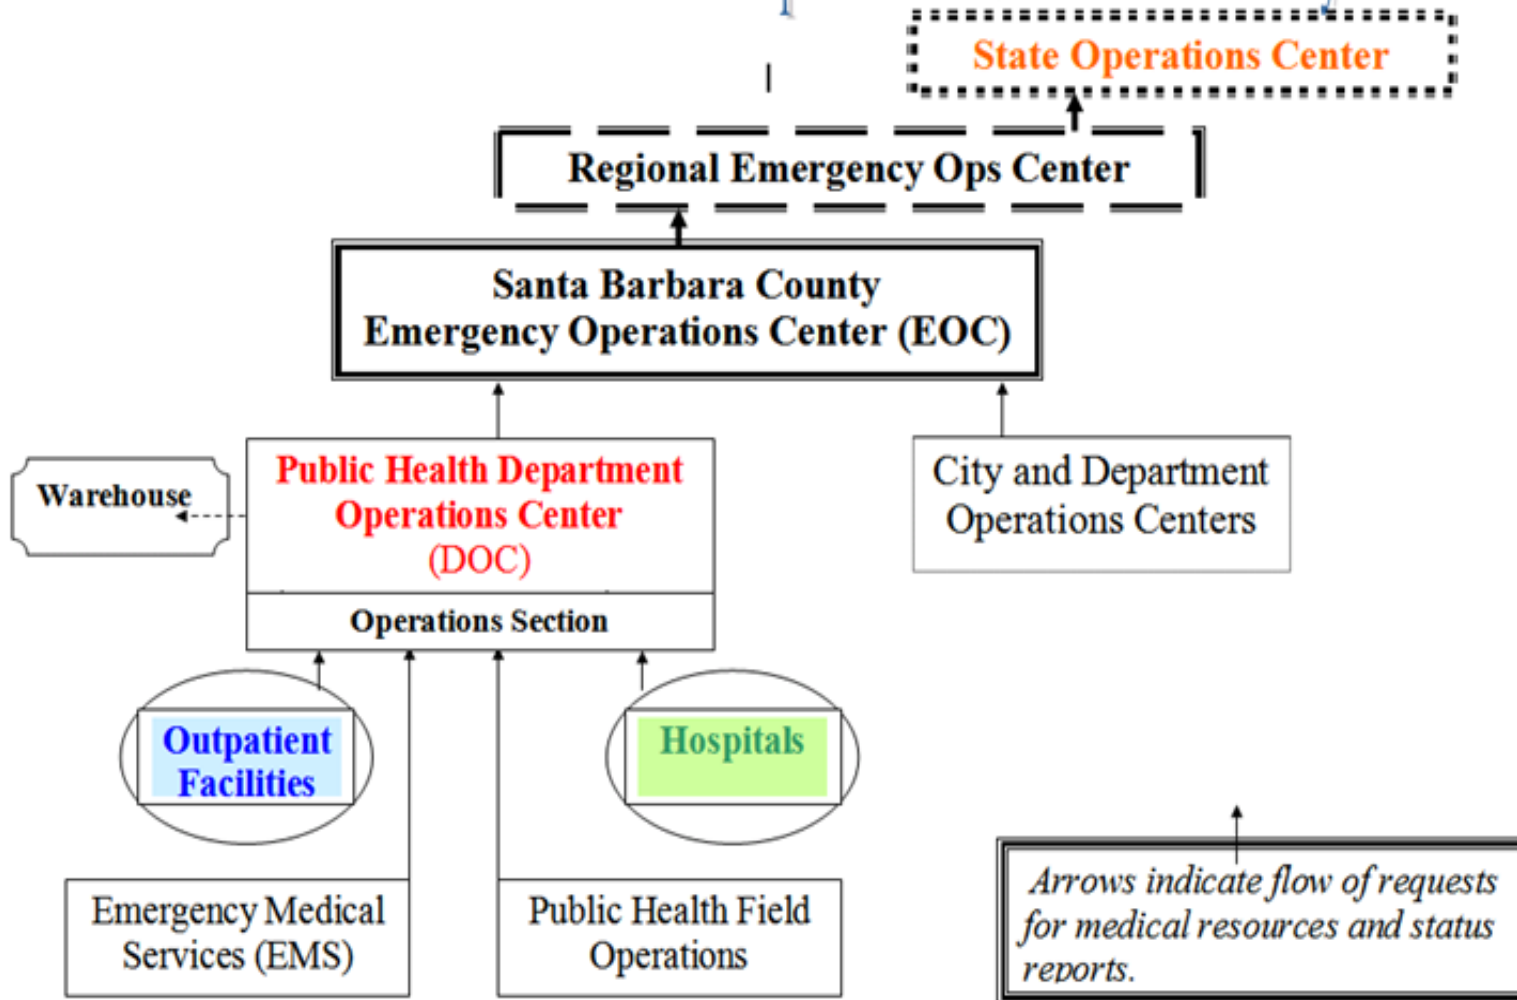 State Operations Center
Regional Emergency Ops Center
Santa Barbara County
Emergency Operations Center (EOC)
Warehouse
Public Health Department
Operations Center
(DOC)
Operations Section
City and Department
Operations Centers
Outpatient
Facilities
Hospitals
Emergency Medical
Services (EMS)
Public Health Field
Operations
Arrows indicate flow of requests
for medical resources and status
reports.